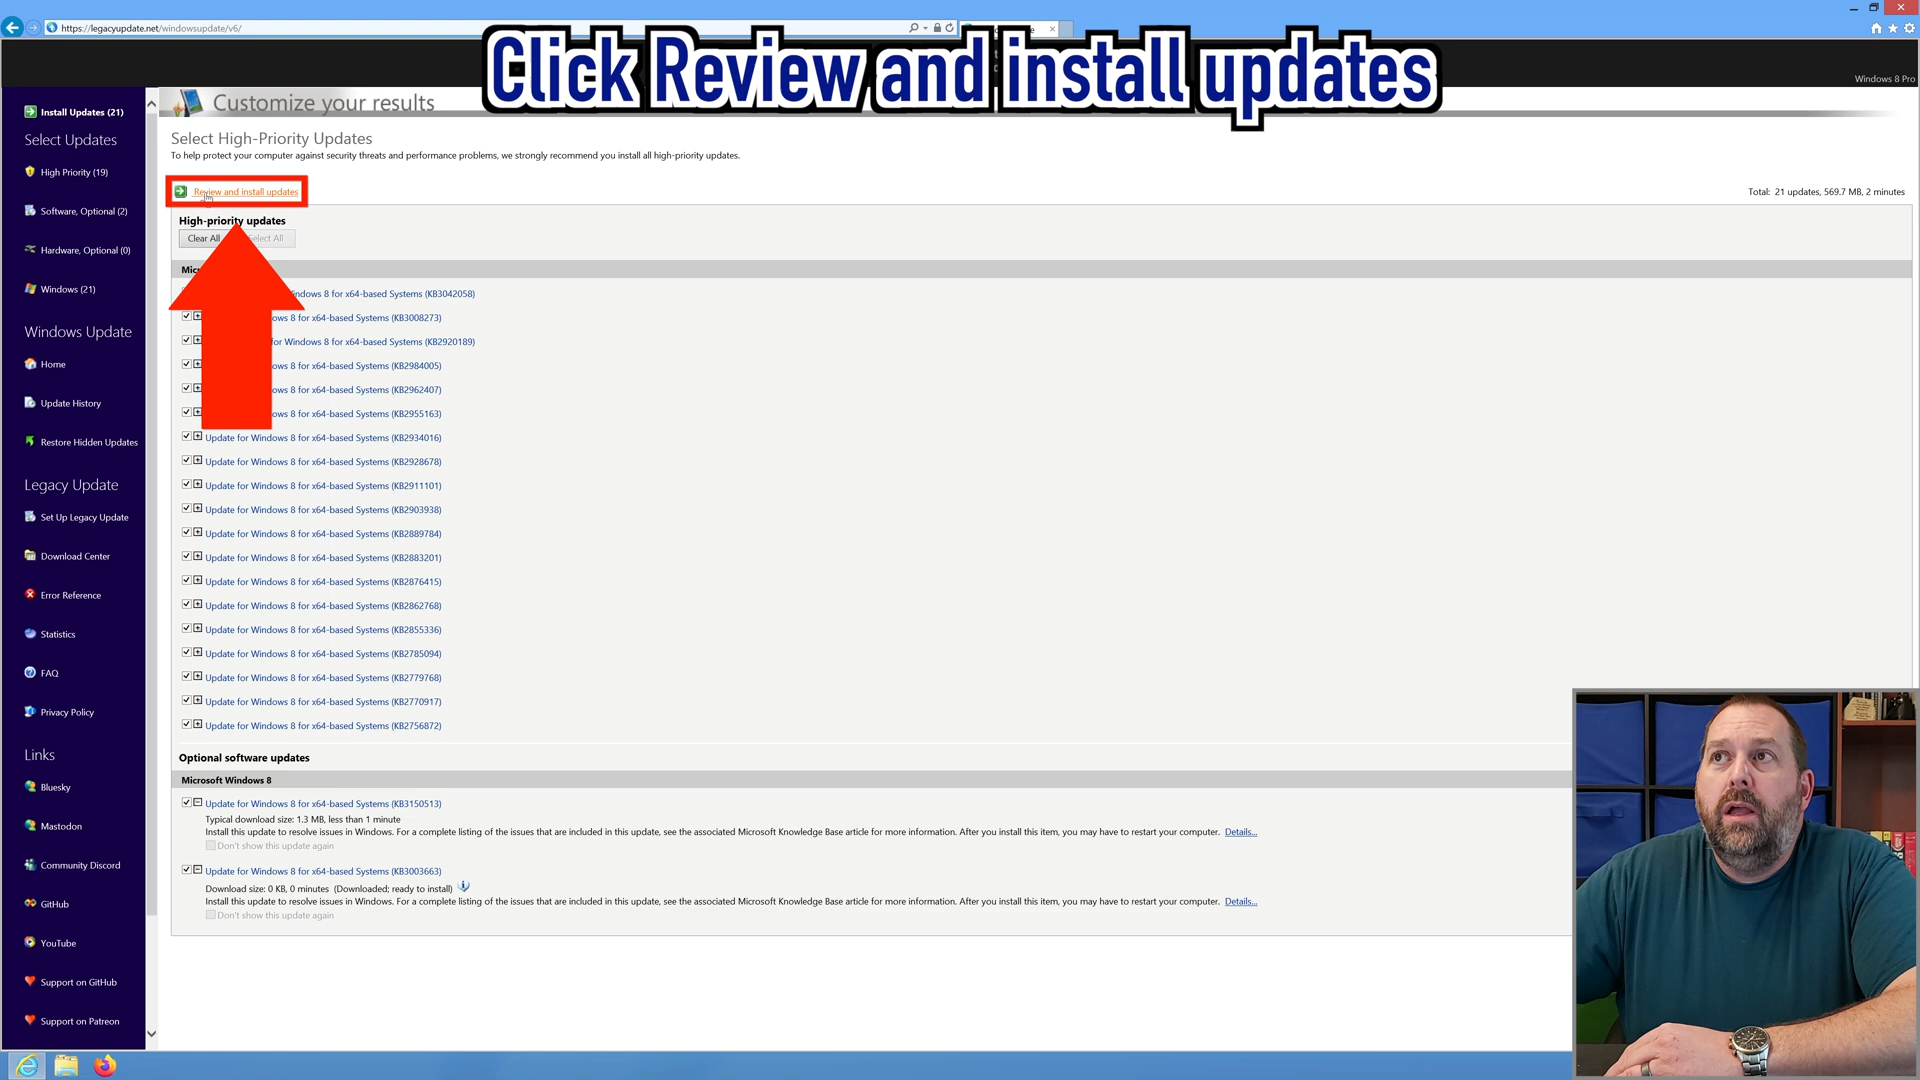 https://legacyupdate.net/windowsupdate/v6/
Click Review and install updates
Windows 8 Pro
Install Updates (21)
Select Updates
High Priority (19)
Software, Optional (2)
Hardware, Optional (0)
Windows (21)
Windows Update
Home
Update History
Restore Hidden Updates
Legacy Update
Set Up Legacy Update
Download Center
Error Reference
Statistics
FAQ
Privacy Policy
Links
Bluesky
Mastodon
Community Discord
GitHub
YouTube
Support on GitHub
Support on Patreon
Customize your results
Select High-Priority Updates
To help protect your computer against security threats and performance problems, we strongly recommend you install all high-priority updates.
Review and install updates
Total: 21 updates, 569.7 MB, 2 minutes
High-priority updates
Clear All
Select All
Windows 8 for x64-based Systems (KB3042058)
8 for x64-based Systems (KB3008273)
for Windows 8 for x64-based Systems (KB2920189)
8 for x64-based Systems (KB2984005)
8 for x64-based Systems (KB2962407)
8 for x64-based Systems (KB2955163)
Update for Windows 8 for x64-based Systems (KB2934016)
Update for Windows 8 for x64-based Systems (KB2928678)
Update for Windows 8 for x64-based Systems (KB2911101)
Update for Windows 8 for x64-based Systems (KB2903938)
Update for Windows 8 for x64-based Systems (KB2889784)
Update for Windows 8 for x64-based Systems (KB2883201)
Update for Windows 8 for x64-based Systems (KB2876415)
Update for Windows 8 for x64-based Systems (KB2862768)
Update for Windows 8 for x64-based Systems (KB2855336)
Update for Windows 8 for x64-based Systems (KB2785094)
Update for Windows 8 for x64-based Systems (KB2779768)
Update for Windows 8 for x64-based Systems (KB2770917)
Update for Windows 8 for x64-based Systems (KB2756872)
Optional software updates
Microsoft Windows 8
Update for Windows 8 for x64-based Systems (KB3150513)
Typical download size: 1.3 MB, less than 1 minute
Install this update to resolve issues in Windows. For a complete listing of the issues that are included in this update, see the associated Microsoft Knowledge Base article for more information. After you install this item, you may have to restart your computer. Details...
Don't show this update again
Update for Windows 8 for x64-based Systems (KB3003663)
Download size: 0 KB, 0 minutes (Downloaded; ready to install)
Install this update to resolve issues in Windows. For a complete listing of the issues that are included in this update, see the associated Microsoft Knowledge Base article for more information. After you install this item, you may have to restart your computer. Details...
Don't show this update again